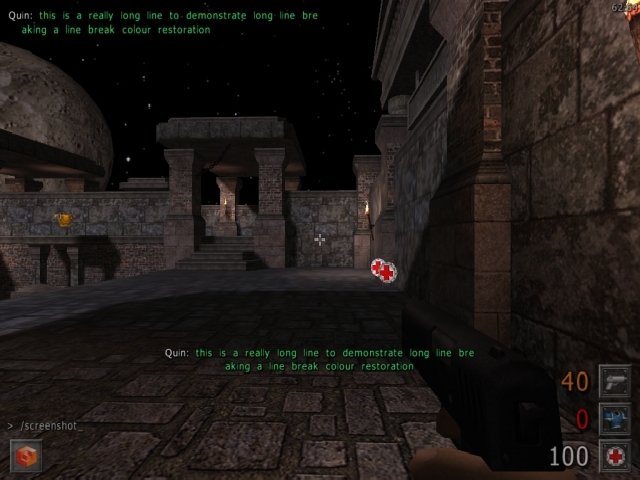 Quin: this is a really long line to demonstrate long line bre
aking a line break colour restoration
Quin: this is a really long line to demonstrate long line bre
aking a line break colour restoration
40
0
> /screenshot_
100